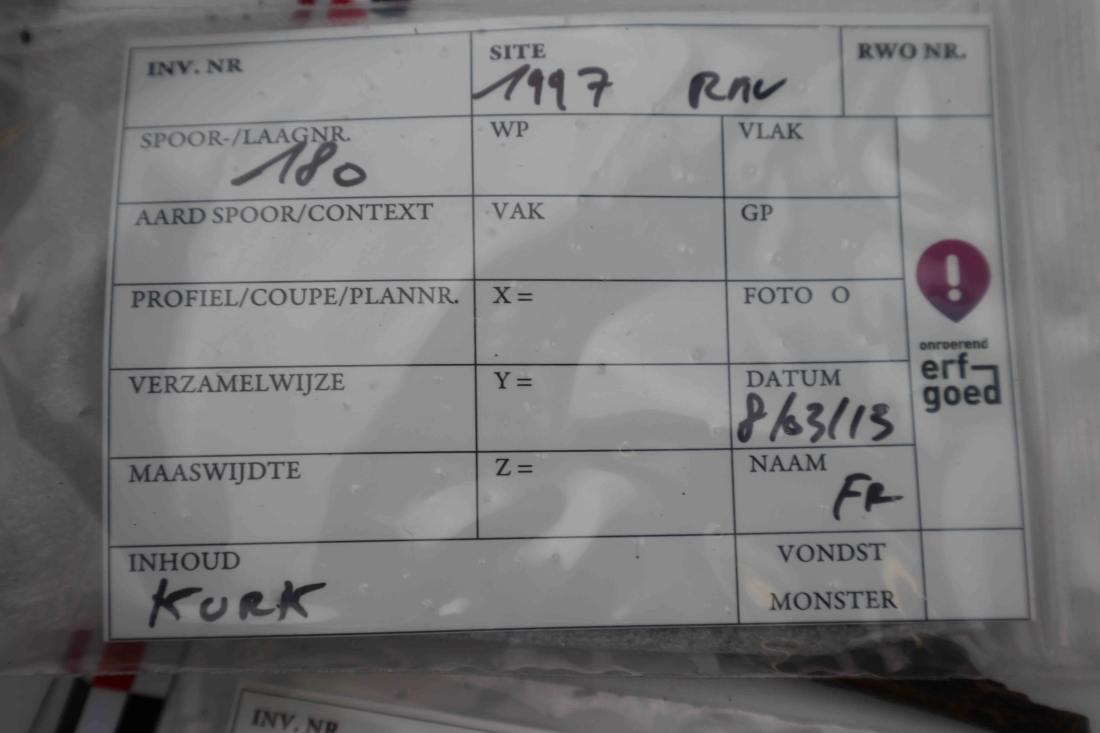 INV. NR
SITE
RWO NR.
1997 RMV
SPOOR-/LAAGNR.
WP
VLAK
180
AARD SPOOR/CONTEXT
VAK
GP
PROFIEL/COUPE/PLANNR.
X =
FOTO O
onroerend
erf-
goed
VERZAMELWIJZE
Y =
DATUM
8/03/13
MAASWIJDTE
Z =
NAAM
FR
INHOUD
VONDST
KURK
MONSTER
INV. NR